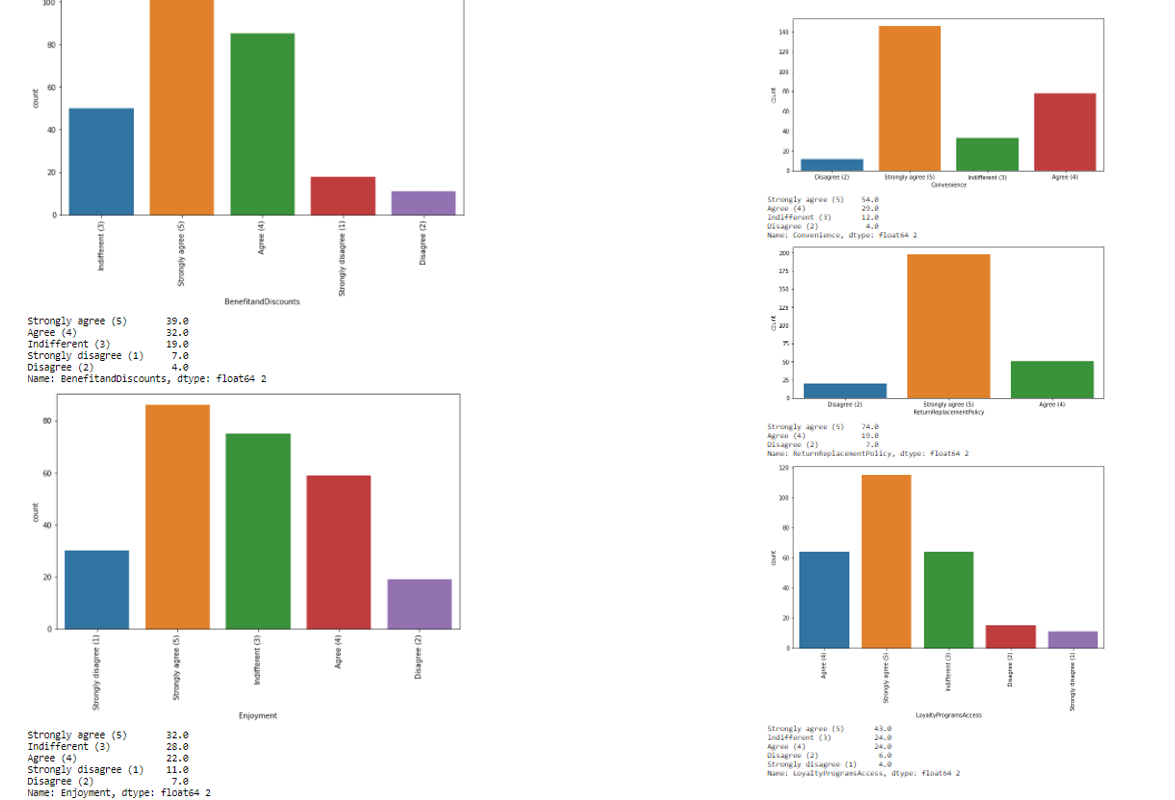 100
80
60
40
20
0
count
Indifferent (3)
Strongly agree (5)
Agree (4)
Strongly disagree (1)
Disagree (2)
BenefitandDiscounts
Strongly agree (5) 39.0
Agree (4) 32.0
Indifferent (3) 19.0
Strongly disagree (1) 7.0
Disagree (2) 4.0
Name: BenefitandDiscounts, dtype: float64 2
80
60
40
20
0
count
Strongly disagree (1)
Strongly agree (5)
Indifferent (3)
Agree (4)
Disagree (2)
Enjoyment
Strongly agree (5) 32.0
Indifferent (3) 28.0
Agree (4) 22.0
Strongly disagree (1) 11.0
Disagree (2) 7.0
Name: Enjoyment, dtype: float64 2
140
120
100
80
60
40
20
0
count
Disagree (2)
Strongly agree (5)
Indifferent (3)
Agree (4)
Convenience
Strongly agree (5) 54.0
Agree (4) 29.0
Indifferent (3) 12.0
Disagree (2) 4.0
Name: Convenience, dtype: float64 2
200
175
150
125
100
75
50
25
0
count
Disagree (2)
Strongly agree (5)
Agree (4)
ReturnReplacementPolicy
Strongly agree (5) 74.0
Agree (4) 19.0
Disagree (2) 7.0
Name: ReturnReplacementPolicy, dtype: float64 2
120
100
80
60
40
20
0
count
Agree (4)
Strongly agree (5)
Indifferent (3)
Disagree (2)
Strongly disagree (1)
LoyaltyProgramsAccess
Strongly agree (5) 43.0
Indifferent (3) 24.0
Agree (4) 24.0
Disagree (2) 6.0
Strongly disagree (1) 4.0
Name: LoyaltyProgramsAccess, dtype: float64 2